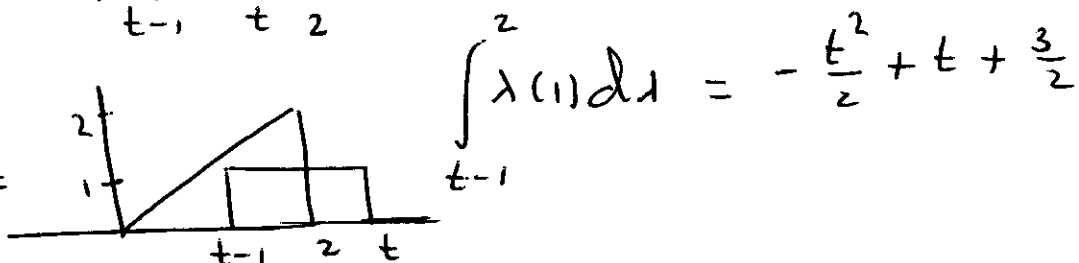 t-1 t 2
∫_{t-1}^{2} λ(1)dλ = - t²/2 + t + 3/2
2
1
=
t-1 2 t